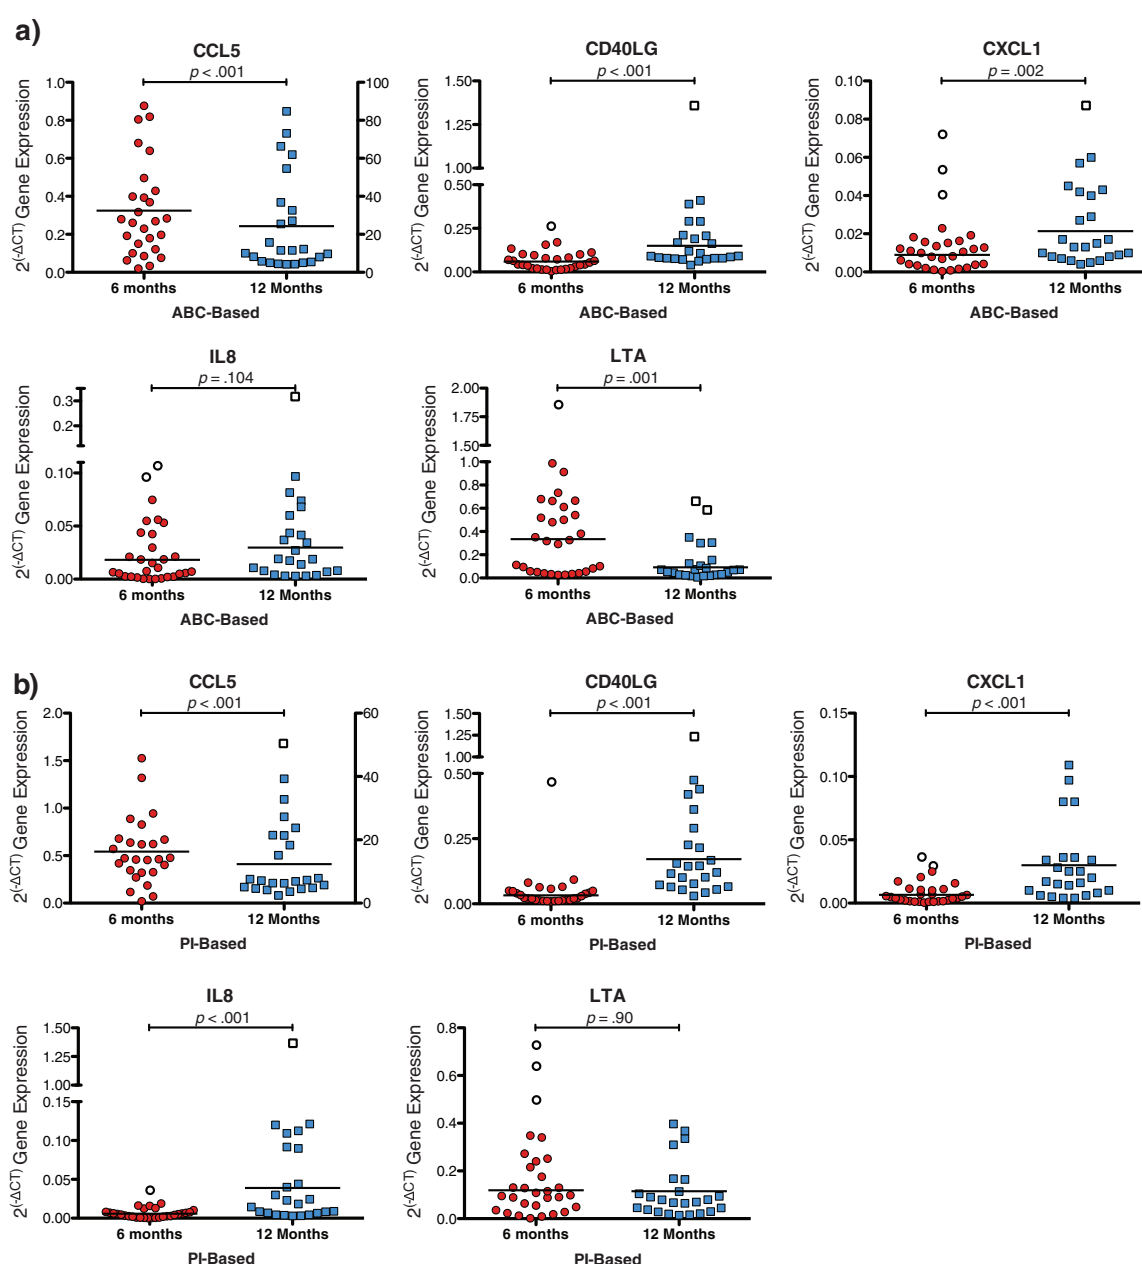 a)
CCL5 CD40LG CXCL1
p < .001 p < .001 p = .002
2(-ΔCT) Gene Expression
1.0
0.8
0.6
0.4
0.2
0.0
100
80
60
40
20
0
6 months 12 Months
ABC-Based
2(-ΔCT) Gene Expression
1.50
1.25
1.00
0.50
0.25
0.00
6 months 12 Months
ABC-Based
2(-ΔCT) Gene Expression
0.10
0.08
0.06
0.04
0.02
0.00
6 months 12 Months
ABC-Based
IL8
p = .104
2(-ΔCT) Gene Expression
0.3
0.2
0.10
0.05
0.00
6 months 12 Months
ABC-Based
LTA
p = .001
2(-ΔCT) Gene Expression
2.00
1.75
1.50
1.0
0.8
0.6
0.4
0.2
0.0
6 months 12 Months
ABC-Based
b)
CCL5
p < .001
2(-ΔCT) Gene Expression
2.0
1.5
1.0
0.5
0.0
60
40
20
0
6 months 12 Months
PI-Based
CD40LG
p < .001
2(-ΔCT) Gene Expression
1.50
1.25
1.00
0.50
0.25
0.00
6 months 12 Months
PI-Based
CXCL1
p < .001
2(-ΔCT) Gene Expression
0.15
0.10
0.05
0.00
6 months 12 Months
PI-Based
IL8
p < .001
2(-ΔCT) Gene Expression
1.50
1.25
1.00
0.15
0.10
0.05
0.00
6 months 12 Months
PI-Based
LTA
p = .90
2(-ΔCT) Gene Expression
0.8
0.6
0.4
0.2
0.0
6 months 12 Months
PI-Based